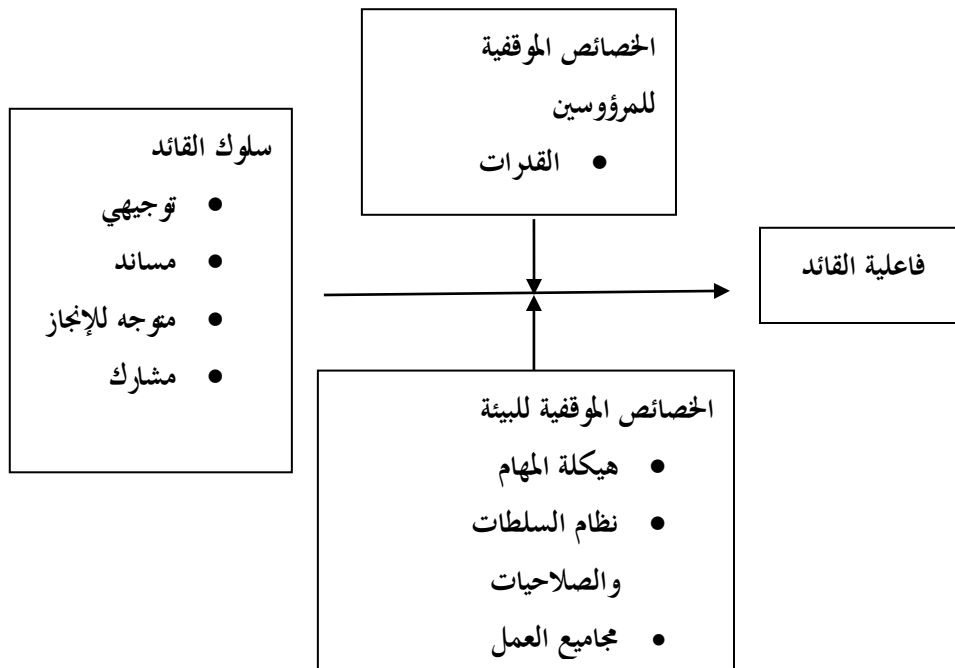 الخصائص الموقفية
للمرؤوسين
● القدرات
سلوك القائد
● توجيهي
● مساند
● متوجه للإنجاز
● مشارك
فاعلية القائد
الخصائص الموقفية للبيئة
● هيكلة المهام
● نظام السلطات
والصلاحيات
● مجاميع العمل